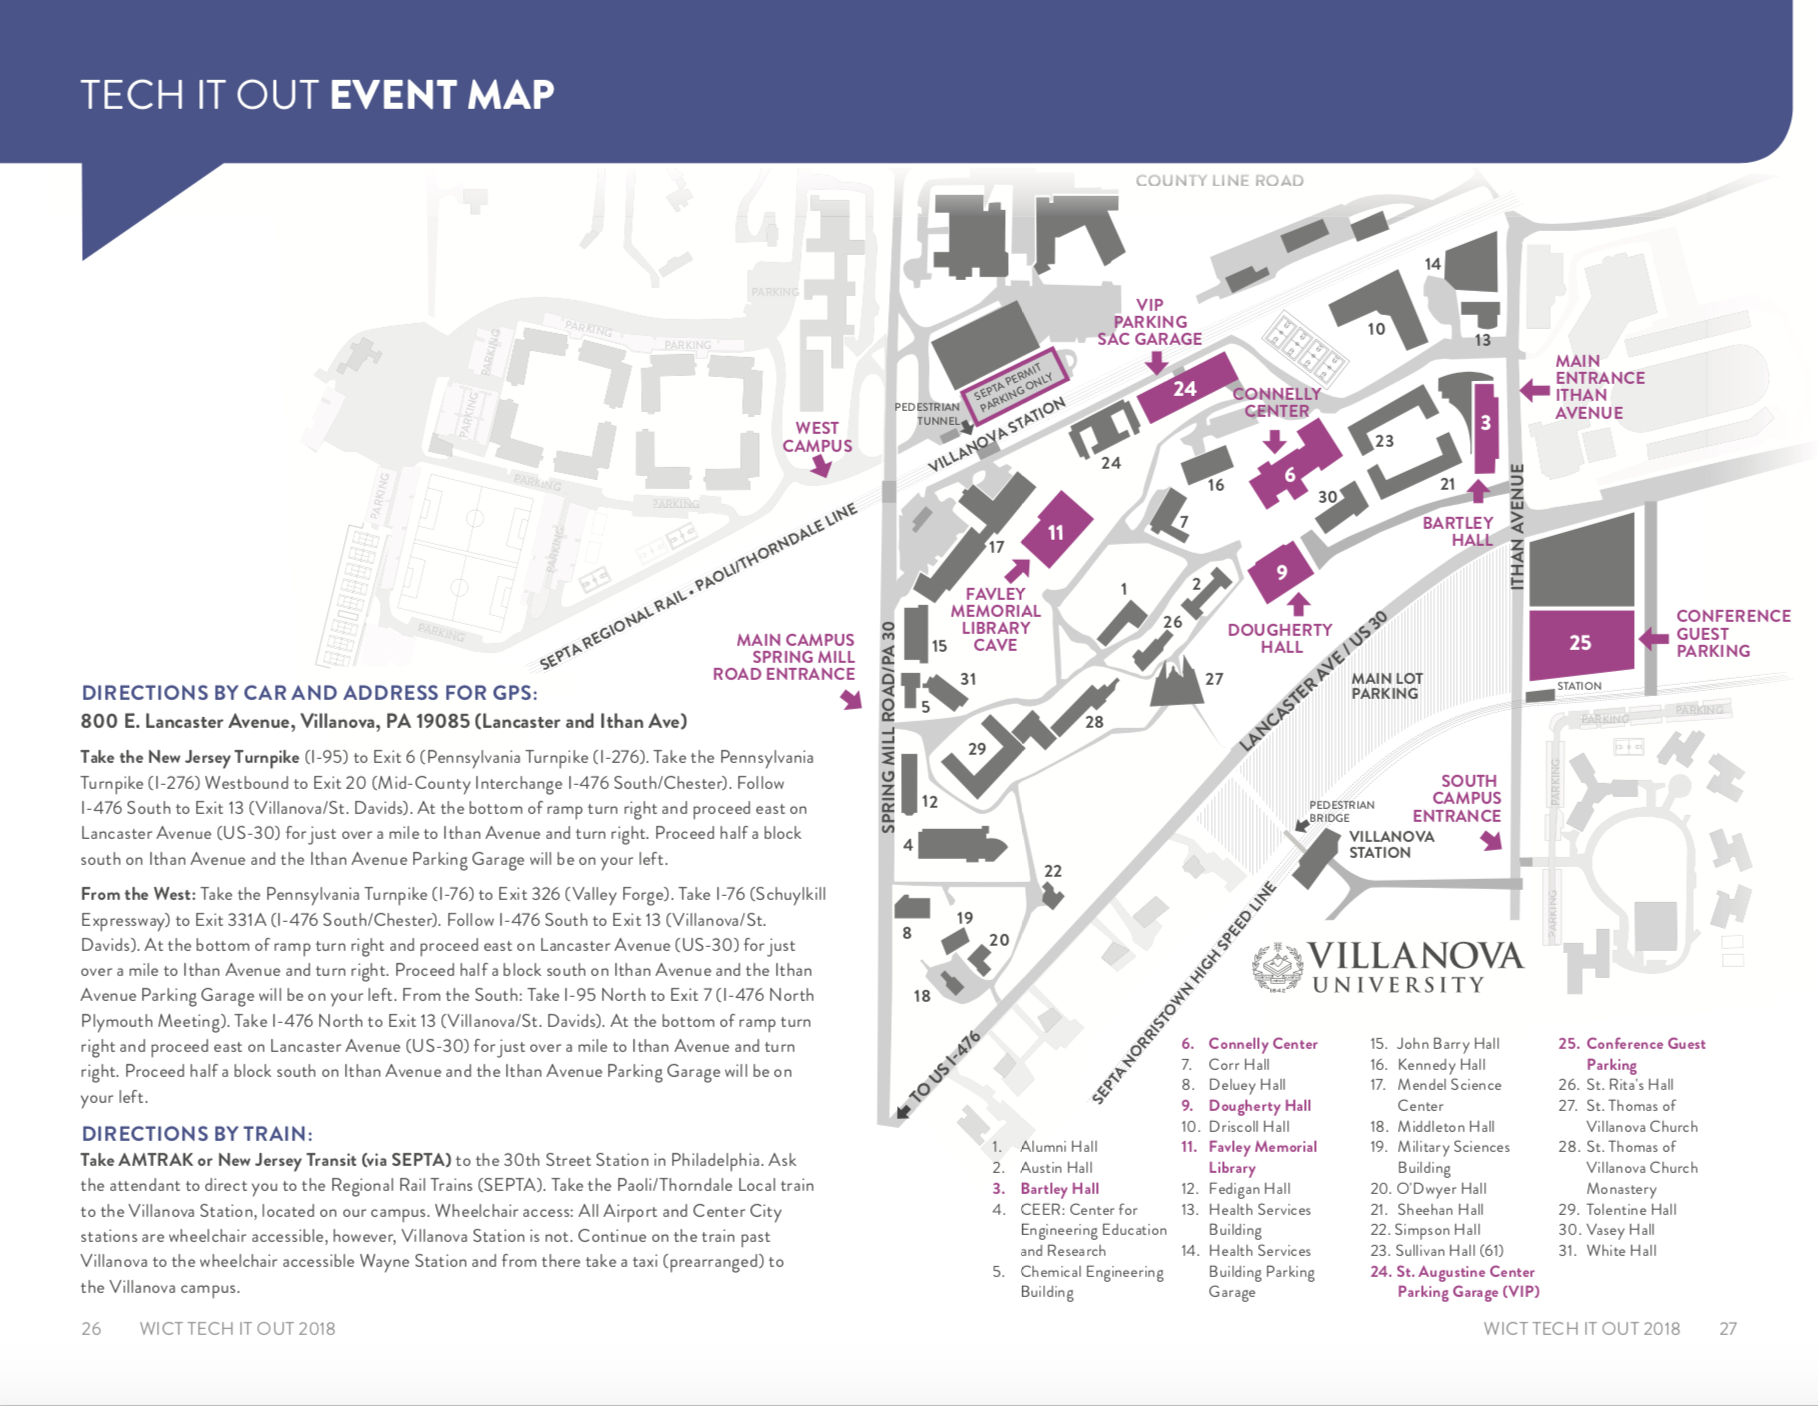 TECH IT OUT EVENT MAP
COUNTY LINE ROAD
PARKING
PARKING
PARKING
PARKING
PARKING
PARKING
PARKING
PARKING
PARKING
PARKING
PARKING
WEST
CAMPUS
VIP
PARKING
SAC GARAGE
SEPTA PERMIT
PARKING ONLY
PEDESTRIAN
TUNNEL
VILLANOVA STATION
24
24
CONNELLY
CENTER
6
16
7
30
23
21
10
14
13
3
MAIN
ENTRANCE
ITHAN
AVENUE
BARTLEY
HALL
ITHAN AVENUE
17
11
FAVLEY
MEMORIAL
LIBRARY
CAVE
9
DOUGHERTY
HALL
1
2
26
27
28
29
15
31
5
12
4
22
8
19
20
18
SEPTA REGIONAL RAIL • PAOLI/THORNDALE LINE
MAIN CAMPUS
SPRING MILL
ROAD ENTRANCE
SPRING MILL ROAD/PA 30
LANCASTER AVE / US 30
MAIN LOT
PARKING
25
CONFERENCE
GUEST
PARKING
STATION
PARKING
PARKING
PARKING
PARKING
SOUTH
CAMPUS
ENTRANCE
PEDESTRIAN
BRIDGE
VILLANOVA
STATION
SEPTA NORRISTOWN HIGH SPEED LINE
TO US I-476
VILLANOVA
UNIVERSITY
1842
DIRECTIONS BY CAR AND ADDRESS FOR GPS:
800 E. Lancaster Avenue, Villanova, PA 19085 (Lancaster and Ithan Ave)
Take the New Jersey Turnpike (I-95) to Exit 6 (Pennsylvania Turnpike (I-276). Take the Pennsylvania
Turnpike (I-276) Westbound to Exit 20 (Mid-County Interchange I-476 South/Chester). Follow
I-476 South to Exit 13 (Villanova/St. Davids). At the bottom of ramp turn right and proceed east on
Lancaster Avenue (US-30) for just over a mile to Ithan Avenue and turn right. Proceed half a block
south on Ithan Avenue and the Ithan Avenue Parking Garage will be on your left.
From the West: Take the Pennsylvania Turnpike (I-76) to Exit 326 (Valley Forge). Take I-76 (Schuylkill
Expressway) to Exit 331A (I-476 South/Chester). Follow I-476 South to Exit 13 (Villanova/St.
Davids). At the bottom of ramp turn right and proceed east on Lancaster Avenue (US-30) for just
over a mile to Ithan Avenue and turn right. Proceed half a block south on Ithan Avenue and the Ithan
Avenue Parking Garage will be on your left. From the South: Take I-95 North to Exit 7 (I-476 North
Plymouth Meeting). Take I-476 North to Exit 13 (Villanova/St. Davids). At the bottom of ramp turn
right and proceed east on Lancaster Avenue (US-30) for just over a mile to Ithan Avenue and turn
right. Proceed half a block south on Ithan Avenue and the Ithan Avenue Parking Garage will be on
your left.
DIRECTIONS BY TRAIN:
Take AMTRAK or New Jersey Transit (via SEPTA) to the 30th Street Station in Philadelphia. Ask
the attendant to direct you to the Regional Rail Trains (SEPTA). Take the Paoli/Thorndale Local train
to the Villanova Station, located on our campus. Wheelchair access: All Airport and Center City
stations are wheelchair accessible, however, Villanova Station is not. Continue on the train past
Villanova to the wheelchair accessible Wayne Station and from there take a taxi (prearranged) to
the Villanova campus.
1. Alumni Hall
2. Austin Hall
3. Bartley Hall
4. CEER: Center for
Engineering Education
and Research
5. Chemical Engineering
Building
6. Connelly Center
7. Corr Hall
8. Deluey Hall
9. Dougherty Hall
10. Driscoll Hall
11. Favley Memorial
Library
12. Fedigan Hall
13. Health Services
Building
14. Health Services
Building Parking
Garage
15. John Barry Hall
16. Kennedy Hall
17. Mendel Science
Center
18. Middleton Hall
19. Military Sciences
Building
20. O'Dwyer Hall
21. Sheehan Hall
22. Simpson Hall
23. Sullivan Hall (61)
24. St. Augustine Center
Parking Garage (VIP)
25. Conference Guest
Parking
26. St. Rita's Hall
27. St. Thomas of
Villanova Church
28. St. Thomas of
Villanova Church
Monastery
29. Tolentine Hall
30. Vasey Hall
31. White Hall
26 WICT TECH IT OUT 2018
WICT TECH IT OUT 2018 27